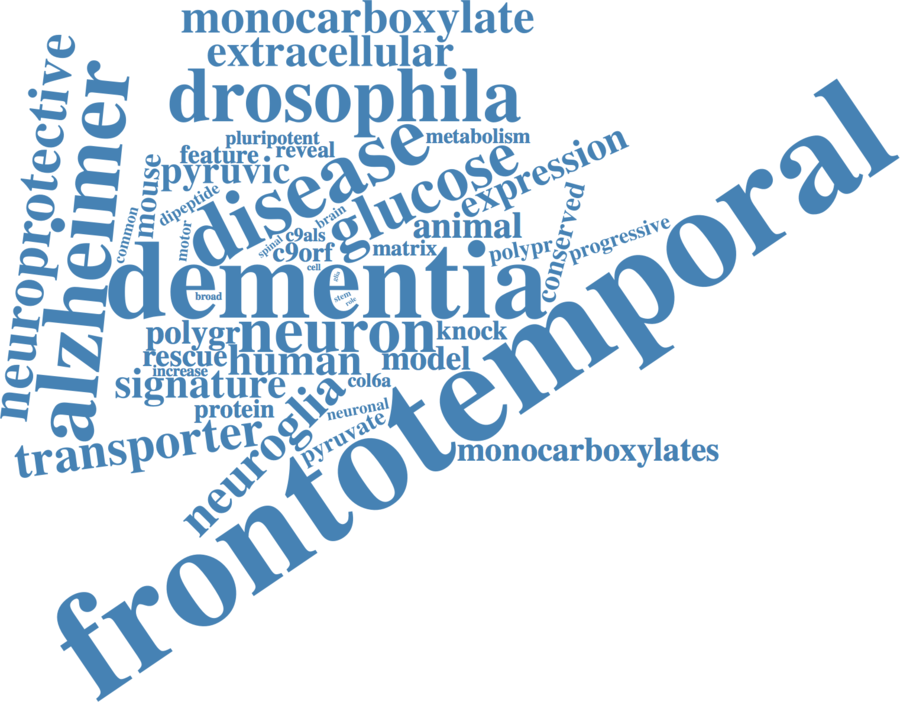 monocarboxylate
extracellular
drosophila
neuroprotective
alzheimer
pluripotent
metabolism
feature
reveal
disease
pyruvic
mouse
glucose
expression
dipeptide
common
motor
brain
spinal
c9als
c9orf
animal
matrix
polypr
conserved
progressive
cell
dementia
broad
stem
role
frontotemporal
polygr
neuron
knock
rescue
human
model
increase
signature
col6a
protein
neuronal
neuroglia
pyruvate
transporter
monocarboxylates